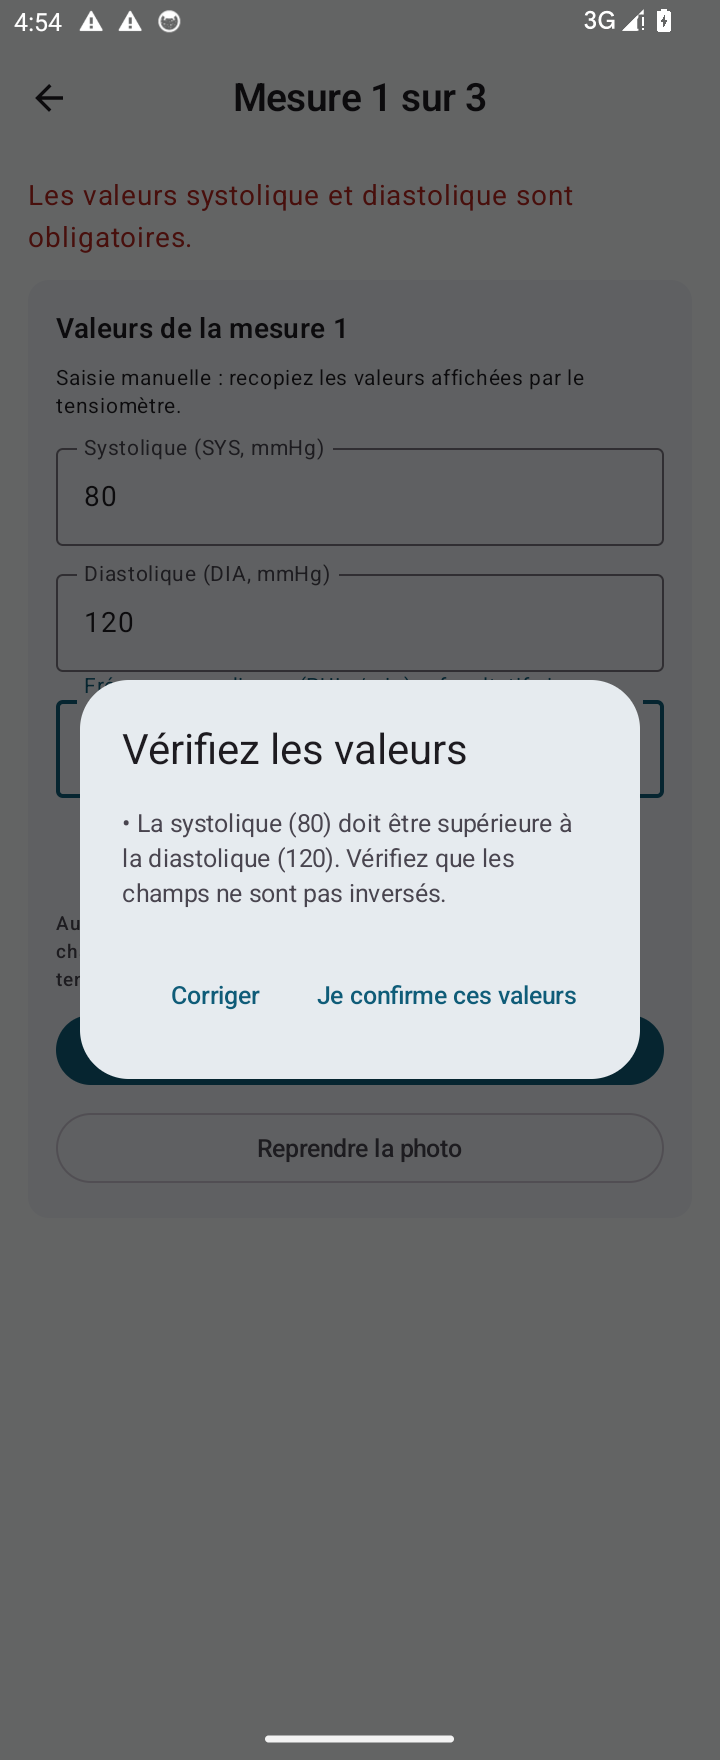 4:54
3G
Mesure 1 sur 3
Les valeurs systolique et diastolique sont
obligatoires.
Valeurs de la mesure 1
Saisie manuelle : recopiez les valeurs affichées par le
tensiomètre.
Systolique (SYS, mmHg)
80
Diastolique (DIA, mmHg)
120
Vérifiez les valeurs
• La systolique (80) doit être supérieure à
la diastolique (120). Vérifiez que les
champs ne sont pas inversés.
Corriger
Je confirme ces valeurs
Reprendre la photo